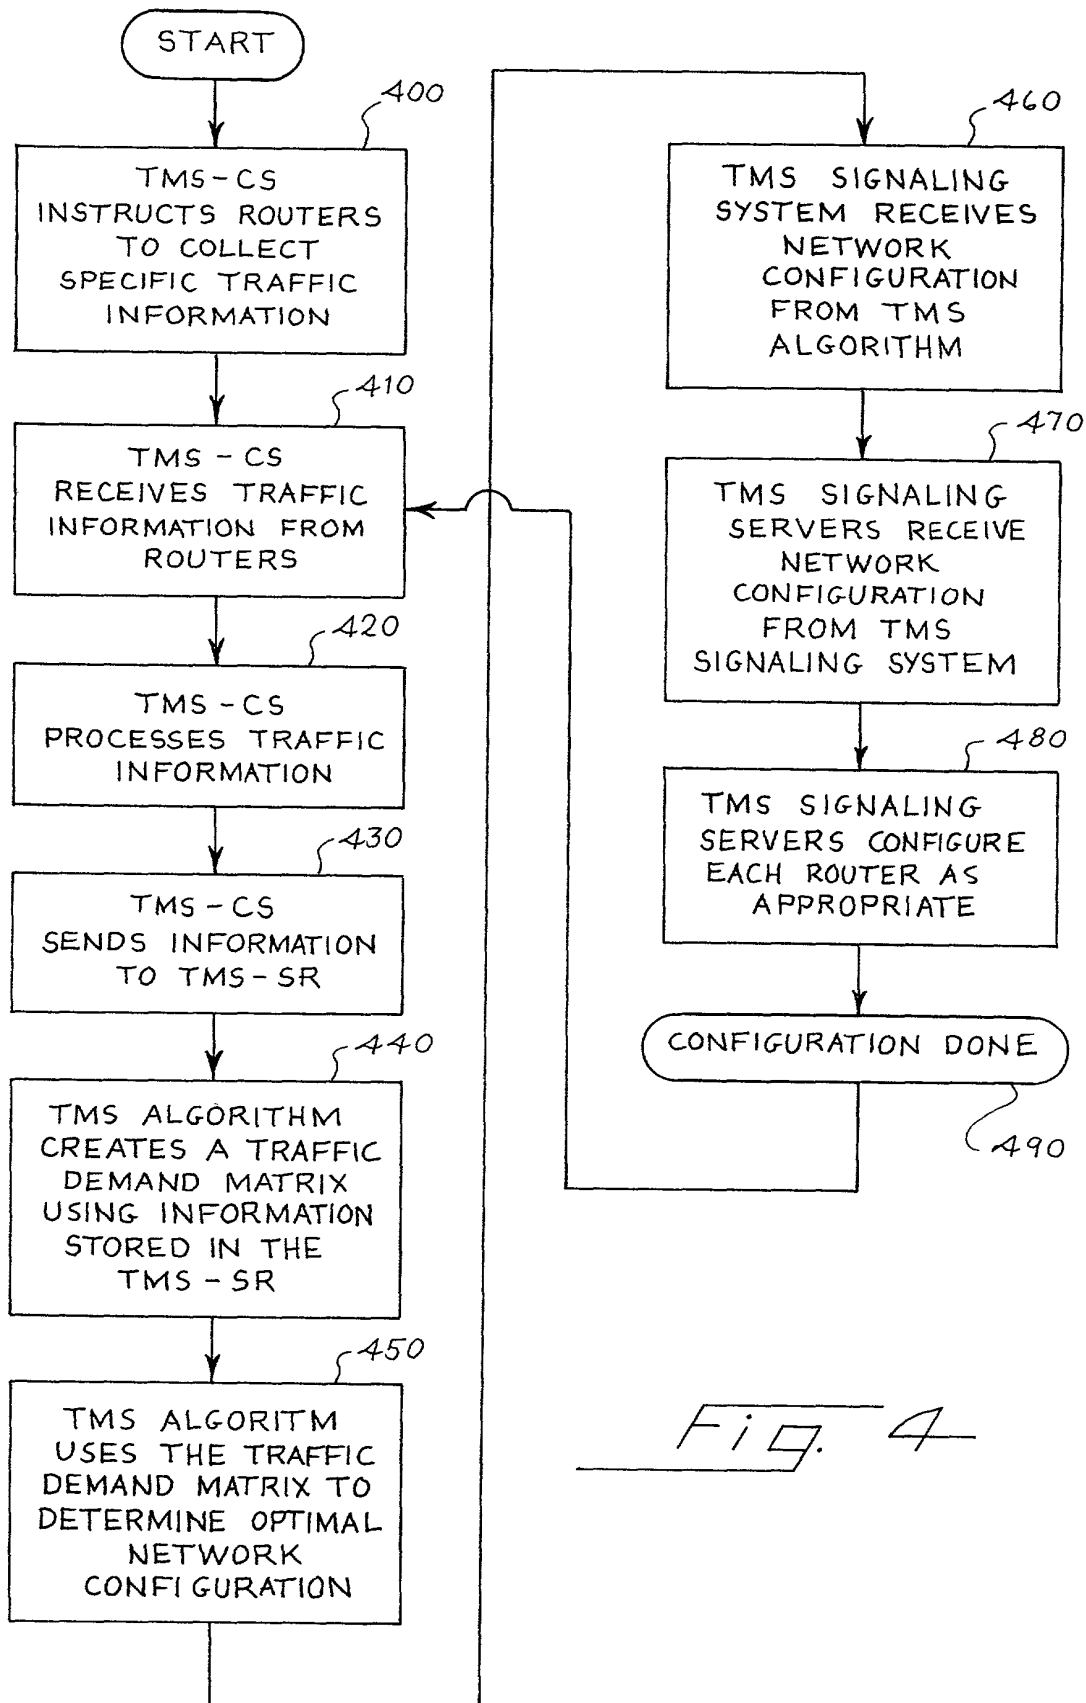 START
400
TMS-CS
INSTRUCTS ROUTERS
TO COLLECT
SPECIFIC TRAFFIC
INFORMATION
410
TMS-CS
RECEIVES TRAFFIC
INFORMATION FROM
ROUTERS
420
TMS-CS
PROCESSES TRAFFIC
INFORMATION
430
TMS-CS
SENDS INFORMATION
TO TMS-SR
440
TMS ALGORITHM
CREATES A TRAFFIC
DEMAND MATRIX
USING INFORMATION
STORED IN THE
TMS-SR
450
TMS ALGORITM
USES THE TRAFFIC
DEMAND MATRIX TO
DETERMINE OPTIMAL
NETWORK
CONFIGURATION
460
TMS SIGNALING
SYSTEM RECEIVES
NETWORK
CONFIGURATION
FROM TMS
ALGORITHM
470
TMS SIGNALING
SERVERS RECEIVE
NETWORK
CONFIGURATION
FROM TMS
SIGNALING SYSTEM
480
TMS SIGNALING
SERVERS CONFIGURE
EACH ROUTER AS
APPROPRIATE
CONFIGURATION DONE
490
Fig. 4